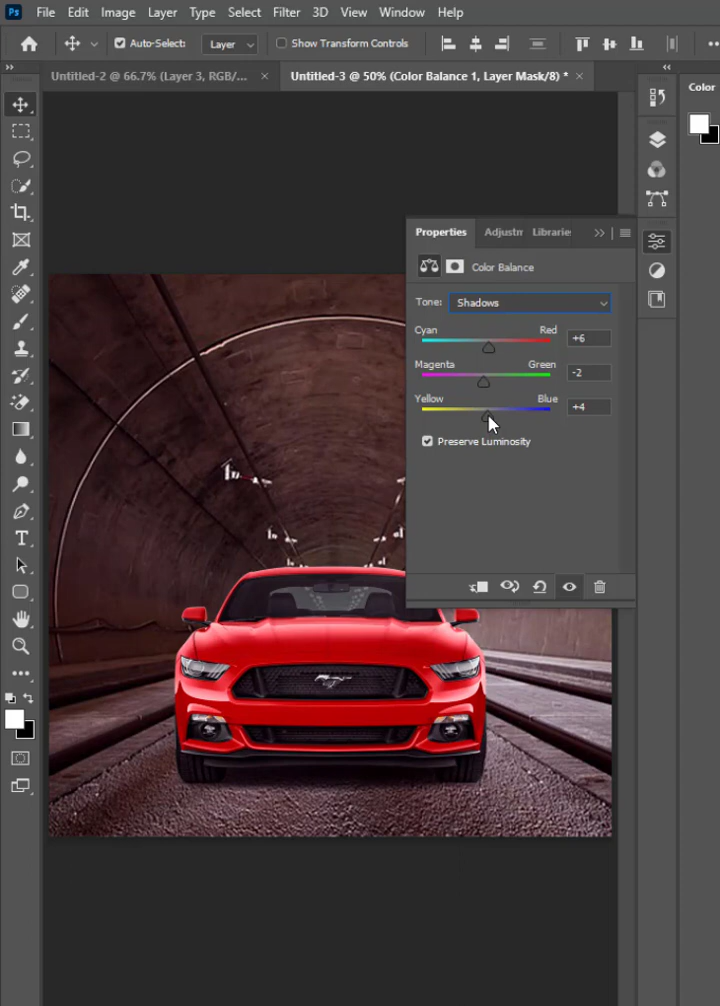 Ps File Edit Image Layer Type Select Filter 3D View Window Help
Auto-Select: Layer Show Transform Controls
Untitled-2 @ 66.7% (Layer 3, RGB/... × Untitled-3 @ 50% (Color Balance 1, Layer Mask/8) * ×
Color
Properties Adjustm Librarie
Color Balance
Tone: Shadows
Cyan Red +6
Magenta Green -2
Yellow Blue +4
Preserve Luminosity